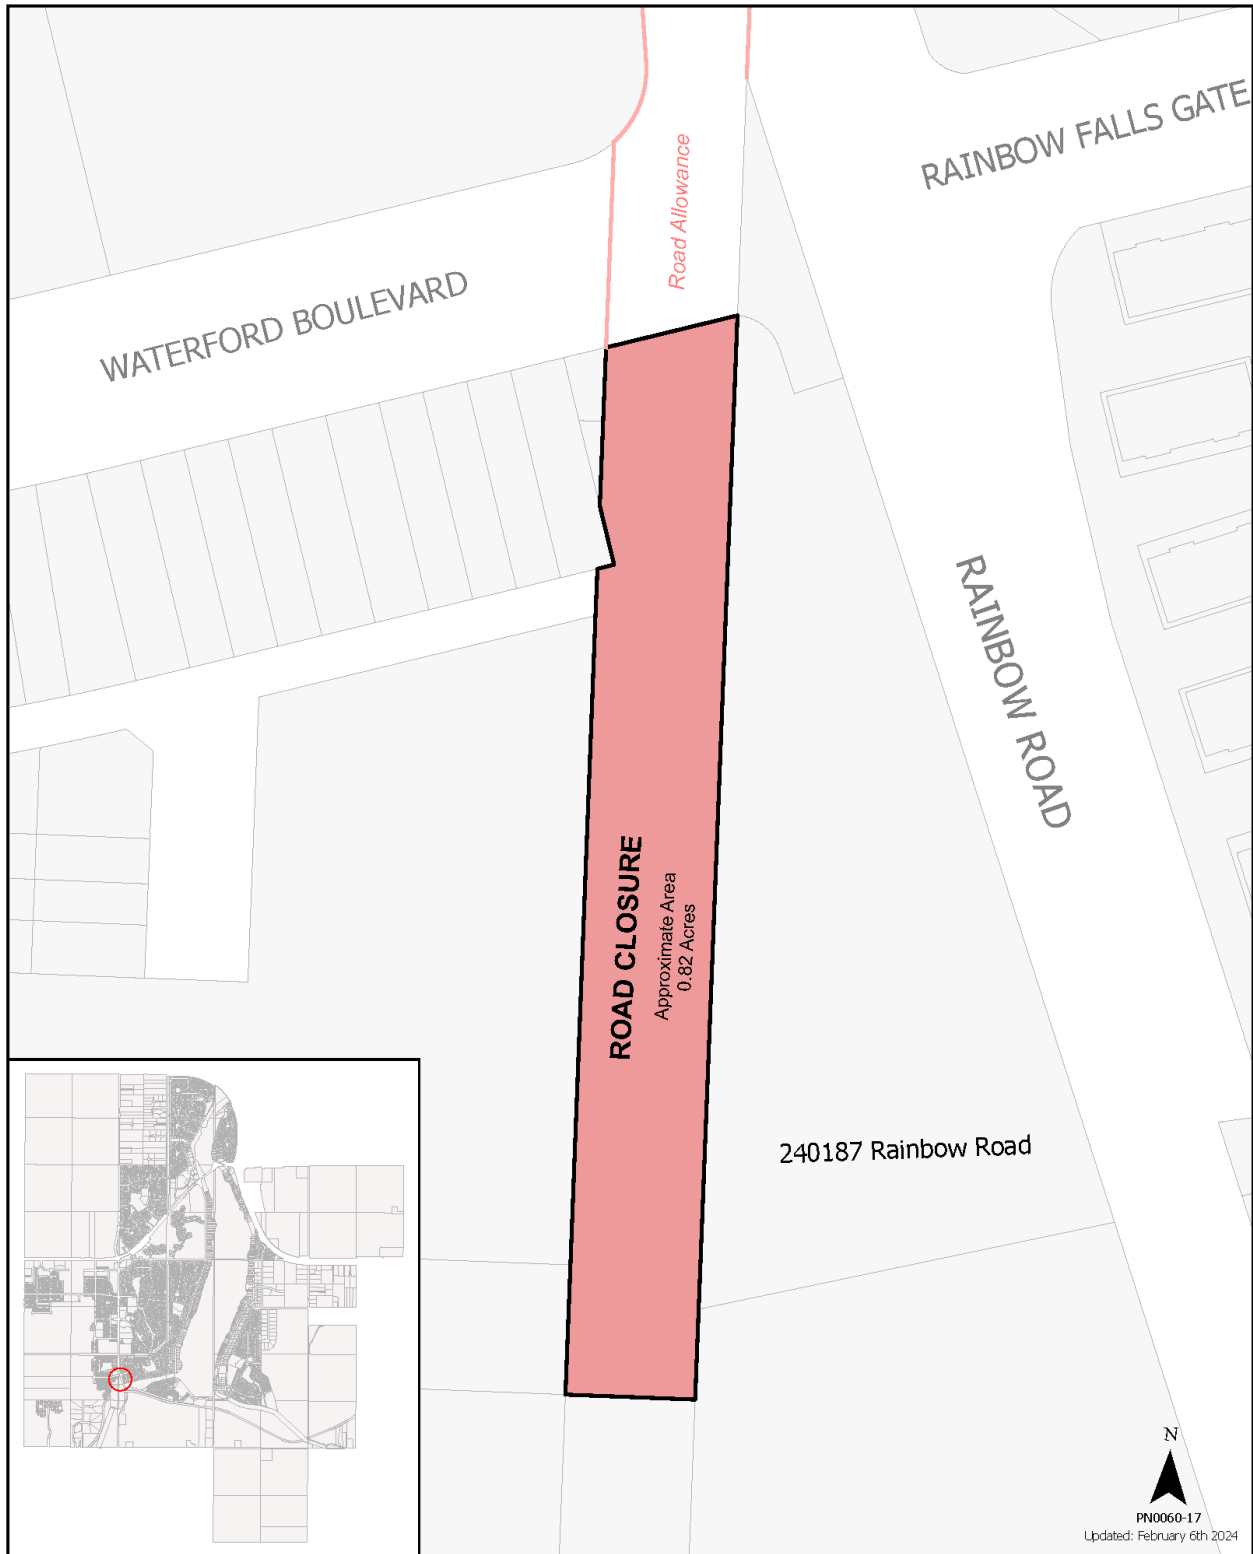 RAINBOW FALLS GATE
Road Allowance
WATERFORD BOULEVARD
RAINBOW ROAD
ROAD CLOSURE
Approximate Area
0.82 Acres
240187 Rainbow Road
N
PN0060-17
Updated: February 6th 2024